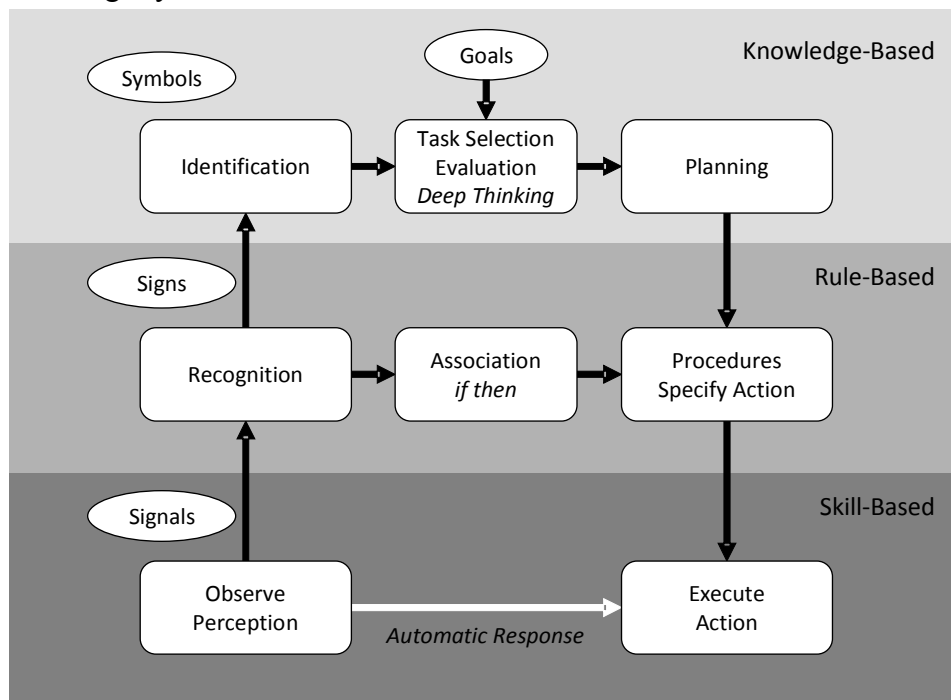 Knowledge-Based
Symbols
Goals
Identification
Task Selection
Evaluation
Deep Thinking
Planning
Rule-Based
Signs
Recognition
Association
if then
Procedures
Specify Action
Skill-Based
Signals
Observe
Perception
Automatic Response
Execute
Action